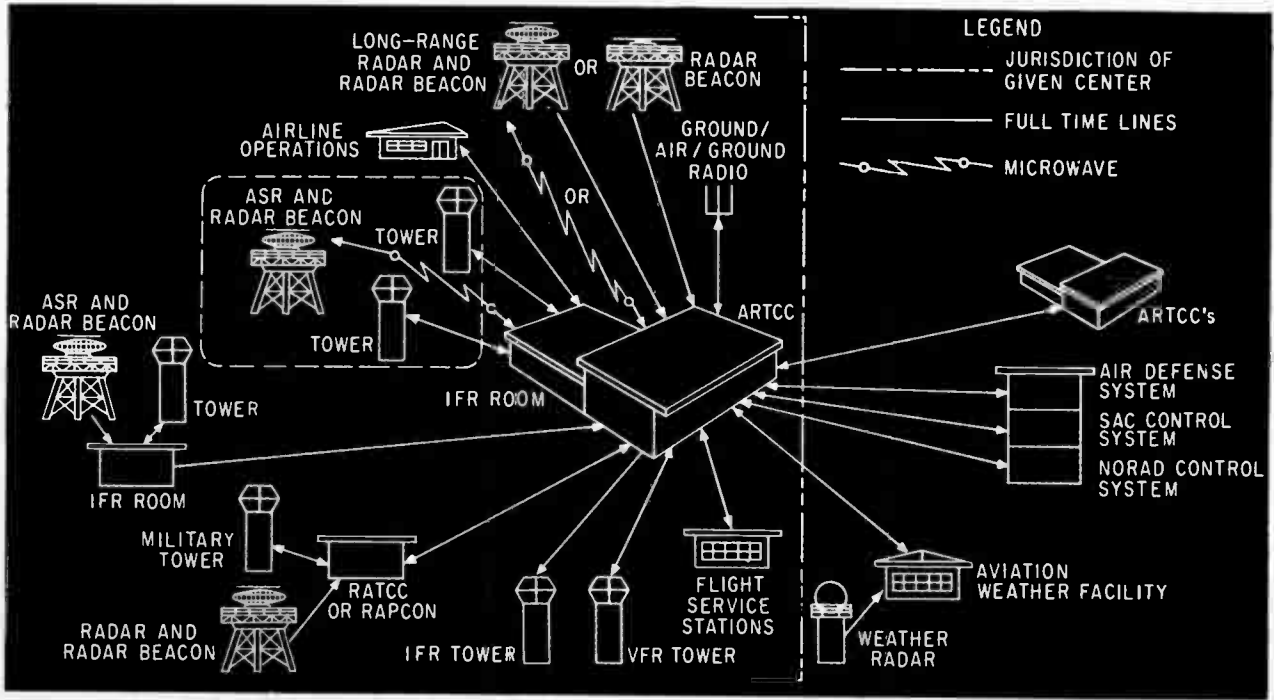 LONG-RANGE
RADAR AND
RADAR BEACON
OR
RADAR
BEACON
LEGEND
JURISDICTION OF
GIVEN CENTER
FULL TIME LINES
MICROWAVE
AIRLINE
OPERATIONS
GROUND/
AIR/GROUND
RADIO
OR
ASR AND
RADAR BEACON
TOWER
TOWER
ASR AND
RADAR BEACON
TOWER
IFR ROOM
ARTCC
IFR ROOM
ARTCC's
AIR DEFENSE
SYSTEM
SAC CONTROL
SYSTEM
NORAD CONTROL
SYSTEM
MILITARY
TOWER
RATCC
OR RAPCON
RADAR AND
RADAR BEACON
IFR TOWER
VFR TOWER
FLIGHT
SERVICE
STATIONS
AVIATION
WEATHER FACILITY
WEATHER
RADAR